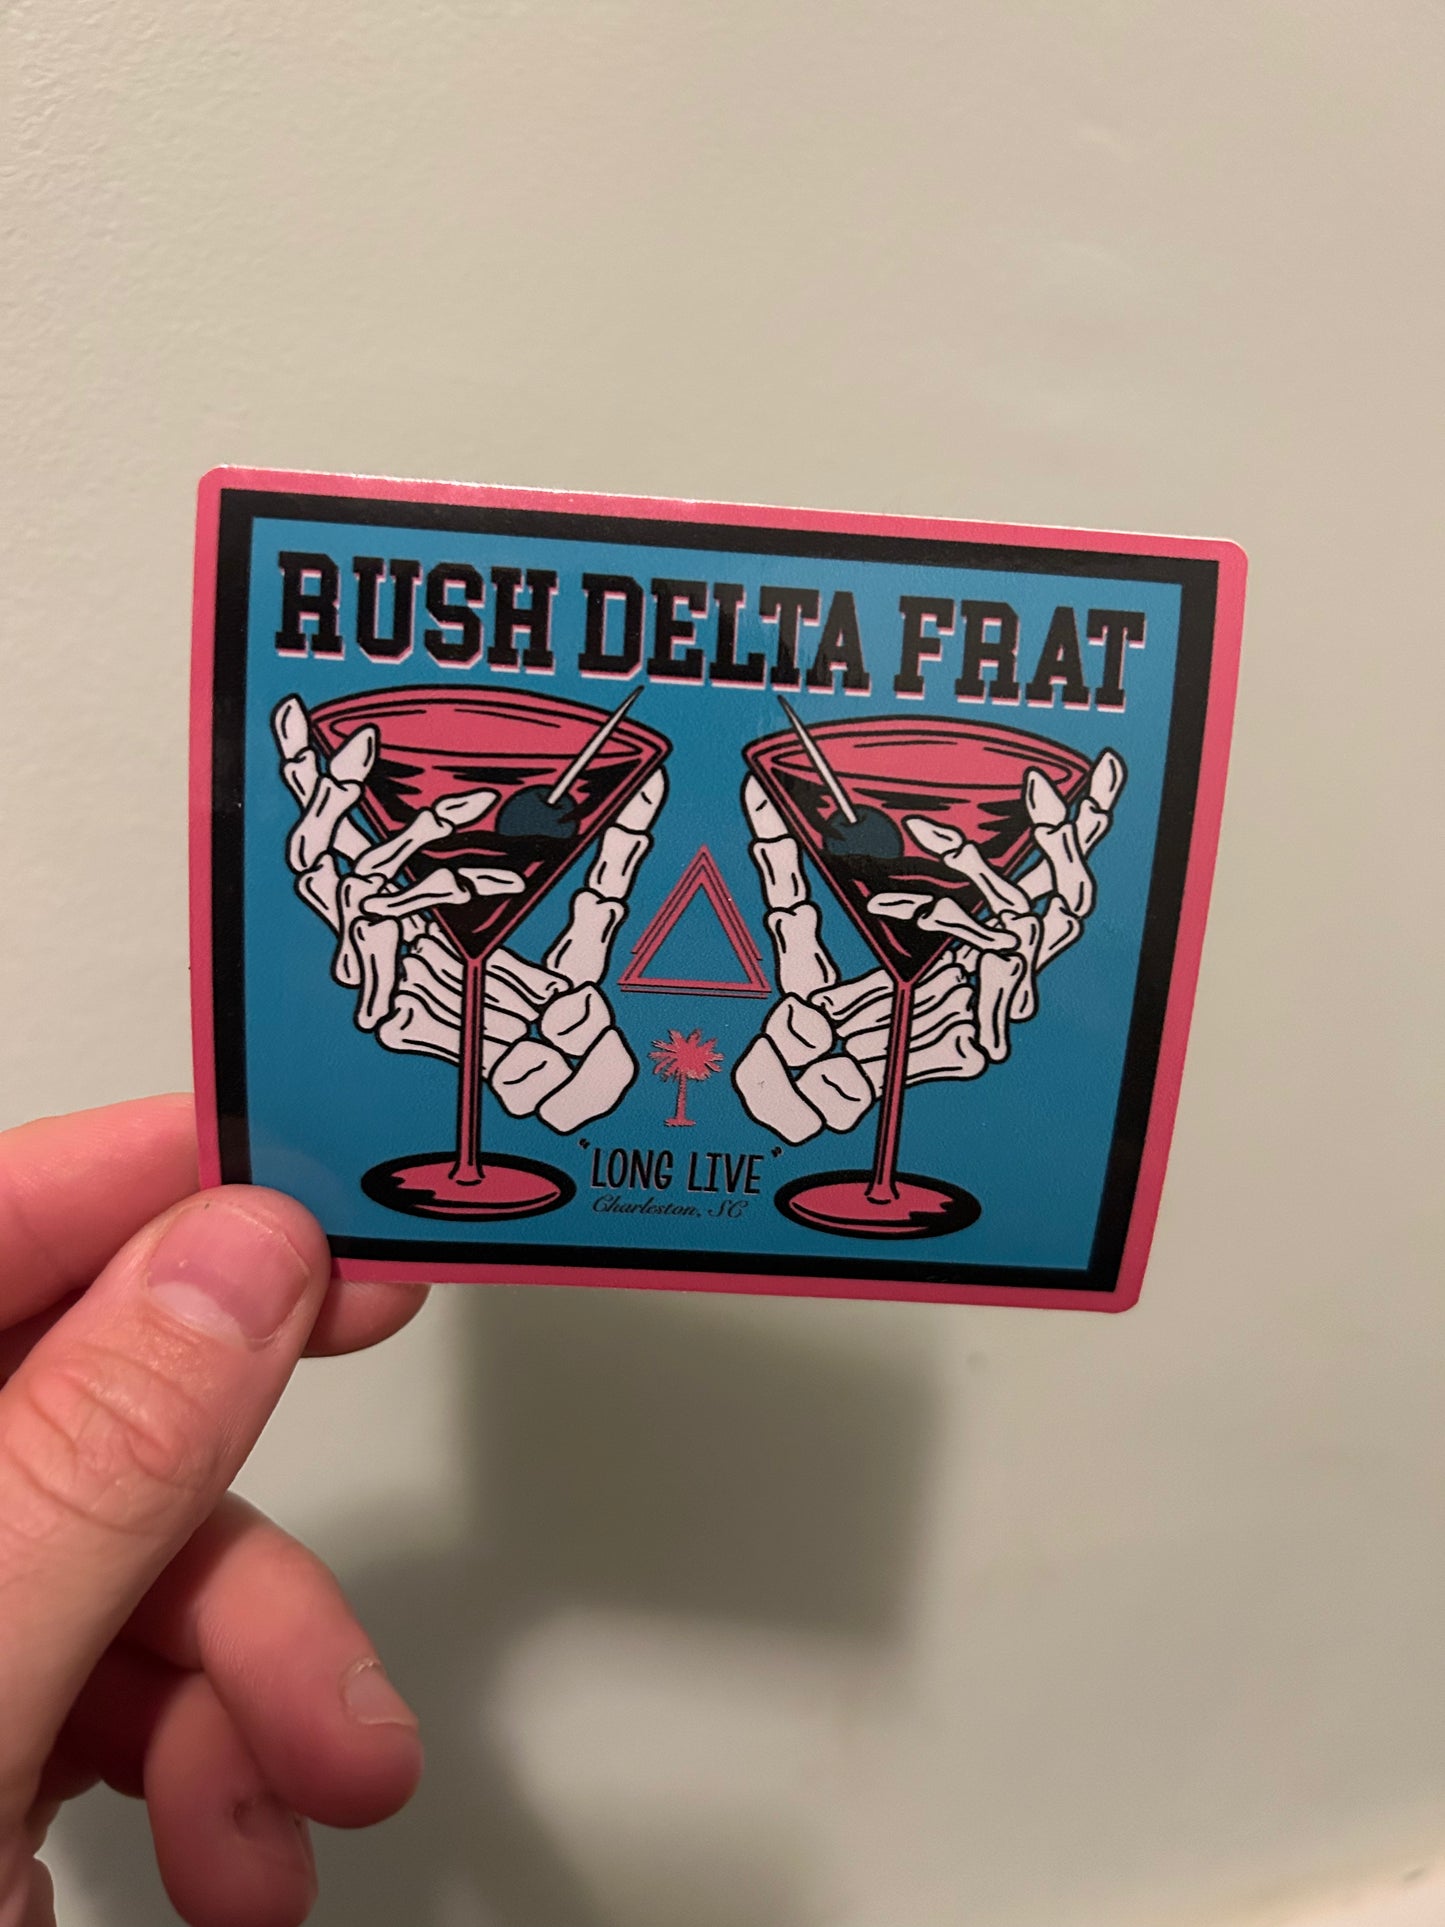 RUSH DELTA FRAT
"LONG LIVE"
Charleston, SC